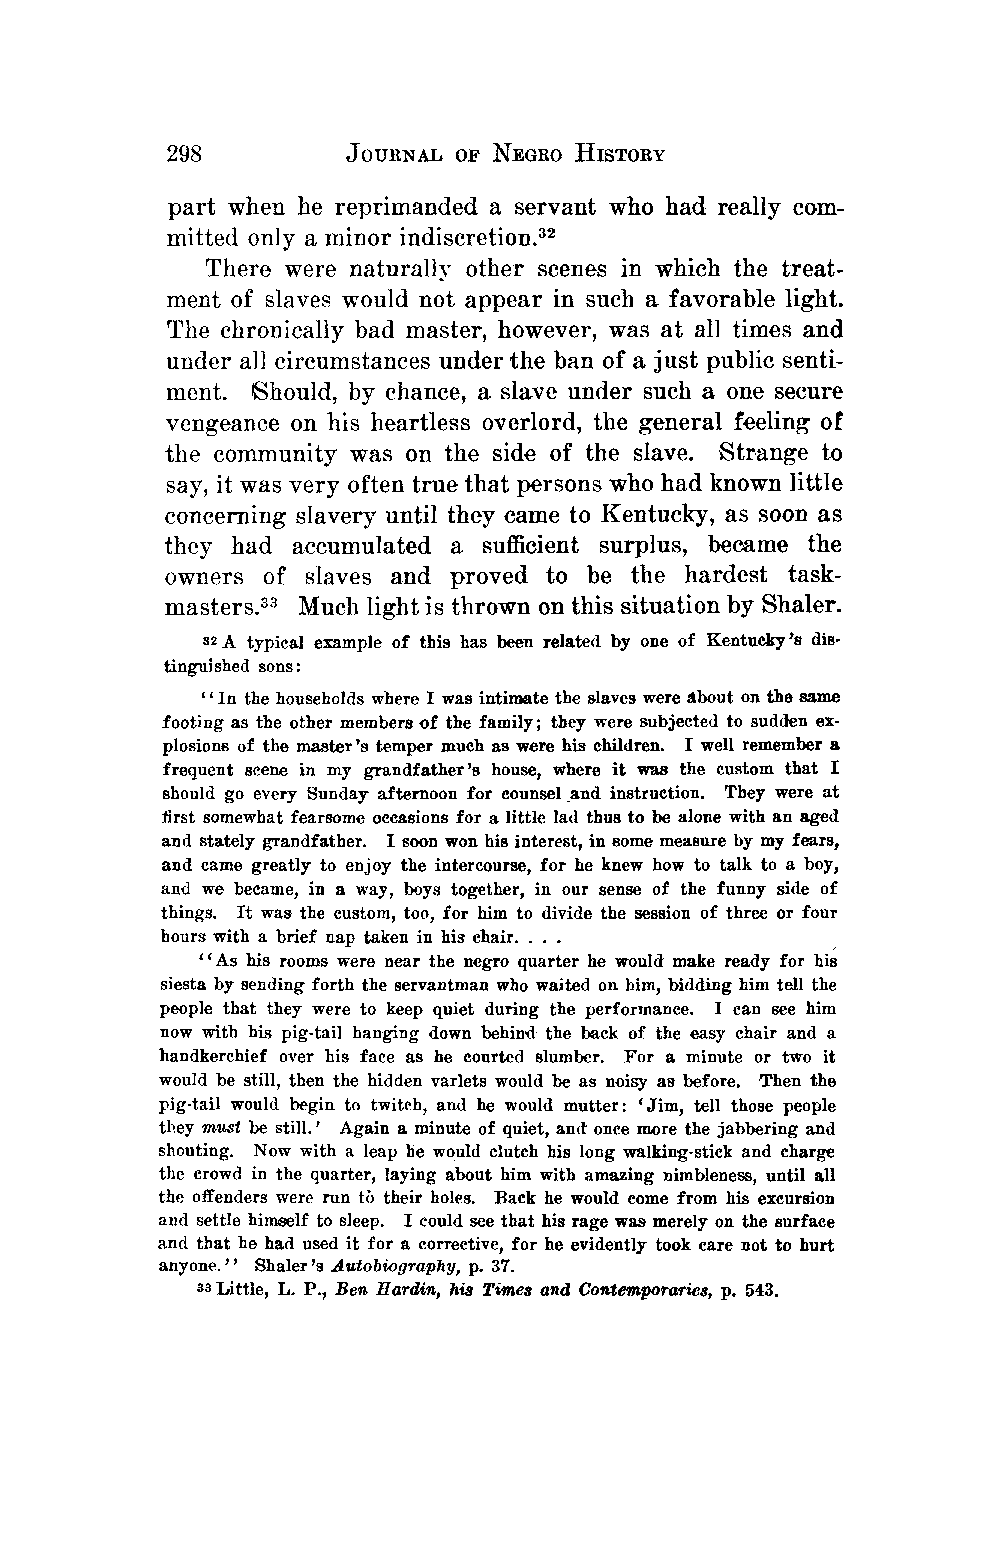 298 JOURNAL OF NEGRO HISTORY
part when he reprimanded a servant who had really com-
mitted only a minor indiscretion.32
There were naturally other scenes in which the treat-
ment of slaves would not appear in such a favorable light.
The chronically bad master, however, was at all times and
under all circumstances under the ban of a just public senti-
ment. Should, by chance, a slave under such a one secure
vengeance on his heartless overlord, the general feeling of
the community was on the side of the slave. Strange to
say, it was very often true that persons who had known little
concerning slavery until they came to Kentucky, as soon as
they had accumulated a sufficient surplus, became the
owners of slaves and proved to be the hardest task-
masters.33 Much light is thrown on this situation by Shaler.
32 A typical example of this has been related by one of Kentucky's dis-
tinguished sons:
"In the households where I was intimate the slaves were about on the same
footing as the other members of the family; they were subjected to sudden ex-
plosions of the master's temper much as were his children. I well remember a
frequent scene in my grandfather's house, where it was the custom that I
should go every Sunday afternoon for counsel and instruction. They were at
first somewhat fearsome occasions for a little lad thus to be alone with an aged
and stately grandfather. I soon won his interest, in some measure by my fears,
and came greatly to enjoy the intercourse, for he knew how to talk to a boy,
and we became, in a way, boys together, in our sense of the funny side of
things. It was the custom, too, for him to divide the session of three or four
hours with a brief nap taken in his chair. . . .
"As his rooms were near the negro quarter he would make ready for his
siesta by sending forth the servantman who waited on him, bidding him tell the
people that they were to keep quiet during the performance. I can see him
now with his pig-tail hanging down behind the back of the easy chair and a
handkerchief over his face as he courted slumber. For a minute or two it
would be still, then the hidden varlets would be as noisy as before. Then the
pig-tail would begin to twitch, and he would mutter: 'Jim, tell those people
they must be still.' Again a minute of quiet, and once more the jabbering and
shouting. Now with a leap he would clutch his long walking-stick and charge
the crowd in the quarter, laying about him with amazing nimbleness, until all
the offenders were run to their holes. Back he would come from his excursion
and settle himself to sleep. I could see that his rage was merely on the surface
and that he had used it for a corrective, for he evidently took care not to hurt
anyone." Shaler's Autobiography, p. 37.
33 Little, L. P., Ben Hardin, his Times and Contemporaries, p. 543.